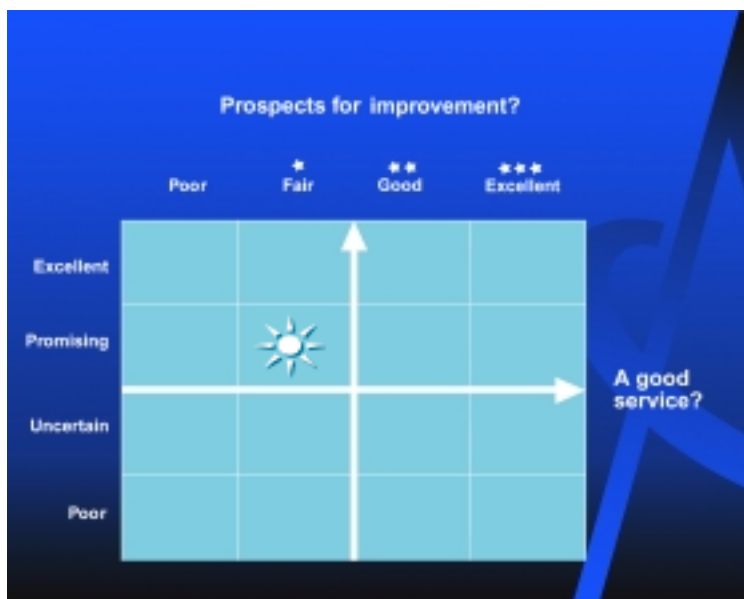 Prospects for improvement?
Poor Fair Good Excellent
Excellent
Promising
A good
service?
Uncertain
Poor